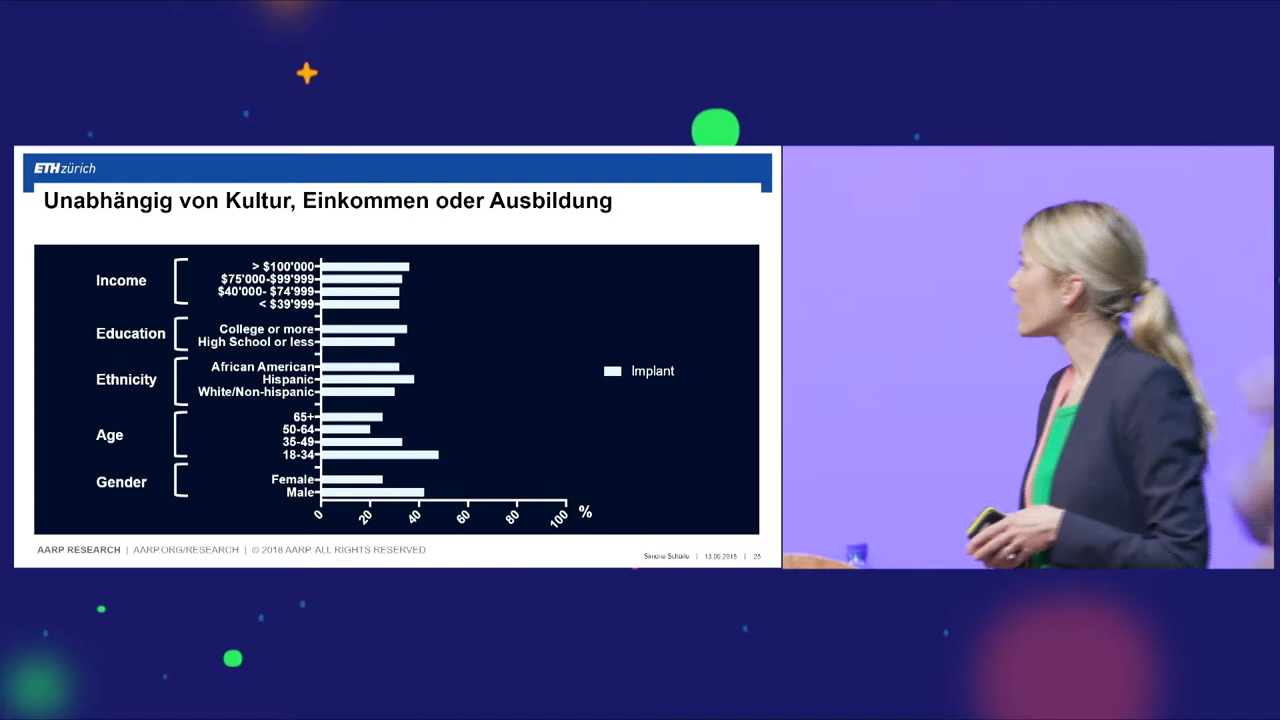 ETH zürich
Unabhängig von Kultur, Einkommen oder Ausbildung
Income
> $100'000
$75'000-$99'999
$40'000- $74'999
< $39'999
Education
College or more
High School or less
Ethnicity
African American
Hispanic
White/Non-hispanic
Age
65+
50-64
35-49
18-34
Gender
Female
Male
0 20 40 60 80 100 %
Implant
AARP RESEARCH | AARP.ORG/RESEARCH | © 2018 AARP. ALL RIGHTS RESERVED
Simone Schürle | 13.09.2018 | 25